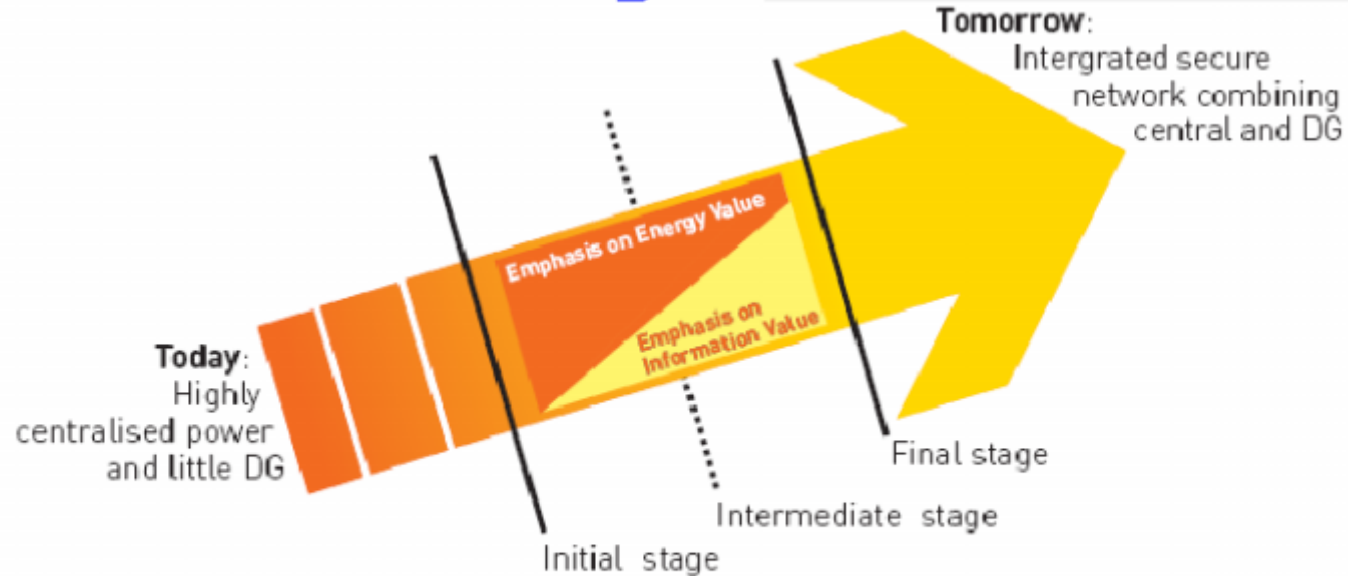 Tomorrow:
Intergrated secure
network combining
central and DG
Emphasis on Energy Value
Emphasis on
Information Value
Today:
Highly
centralised power
and little DG
Final stage
Intermediate stage
Initial stage